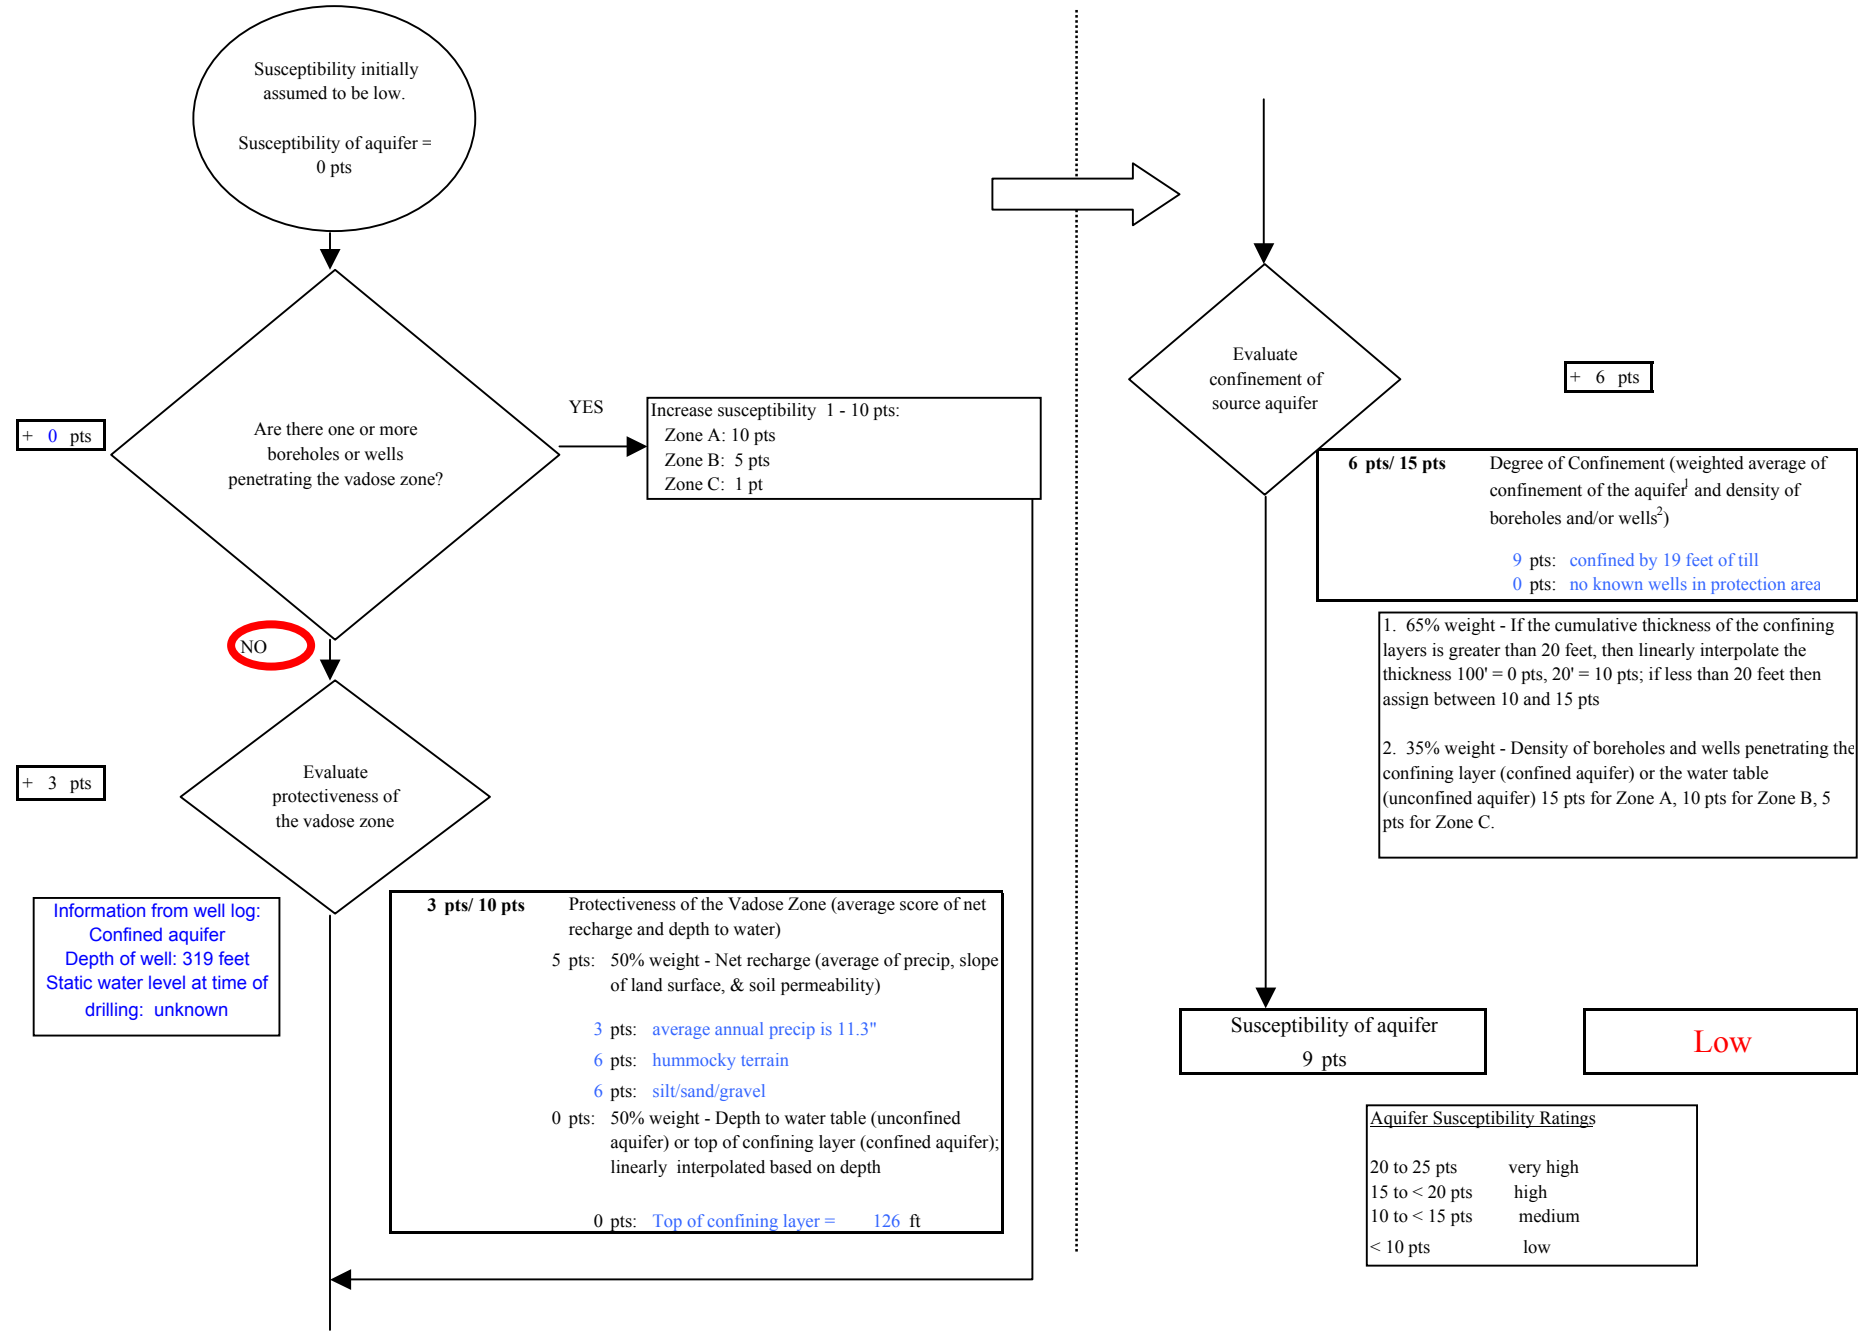 Susceptibility initially
assumed to be low.
Susceptibility of aquifer =
0 pts
+ 0 pts
Are there one or more
boreholes or wells
penetrating the vadose zone?
YES
Increase susceptibility 1 - 10 pts:
Zone A: 10 pts
Zone B: 5 pts
Zone C: 1 pt
NO
+ 3 pts
Evaluate
protectiveness of
the vadose zone
Information from well log:
Confined aquifer
Depth of well: 319 feet
Static water level at time of
drilling: unknown
3 pts/ 10 pts Protectiveness of the Vadose Zone (average score of net
recharge and depth to water)
5 pts: 50% weight - Net recharge (average of precip, slope
of land surface, & soil permeability)
3 pts: average annual precip is 11.3"
6 pts: hummocky terrain
6 pts: silt/sand/gravel
0 pts: 50% weight - Depth to water table (unconfined
aquifer) or top of confining layer (confined aquifer);
linearly interpolated based on depth
0 pts: Top of confining layer = 126 ft
Evaluate
confinement of
source aquifer
+ 6 pts
6 pts/ 15 pts Degree of Confinement (weighted average of
confinement of the aquifer1 and density of
boreholes and/or wells2)
9 pts: confined by 19 feet of till
0 pts: no known wells in protection area
1. 65% weight - If the cumulative thickness of the confining
layers is greater than 20 feet, then linearly interpolate the
thickness 100' = 0 pts, 20' = 10 pts; if less than 20 feet then
assign between 10 and 15 pts
2. 35% weight - Density of boreholes and wells penetrating the
confining layer (confined aquifer) or the water table
(unconfined aquifer) 15 pts for Zone A, 10 pts for Zone B, 5
pts for Zone C.
Susceptibility of aquifer
9 pts
Low
Aquifer Susceptibility Ratings
20 to 25 pts very high
15 to < 20 pts high
10 to < 15 pts medium
< 10 pts low